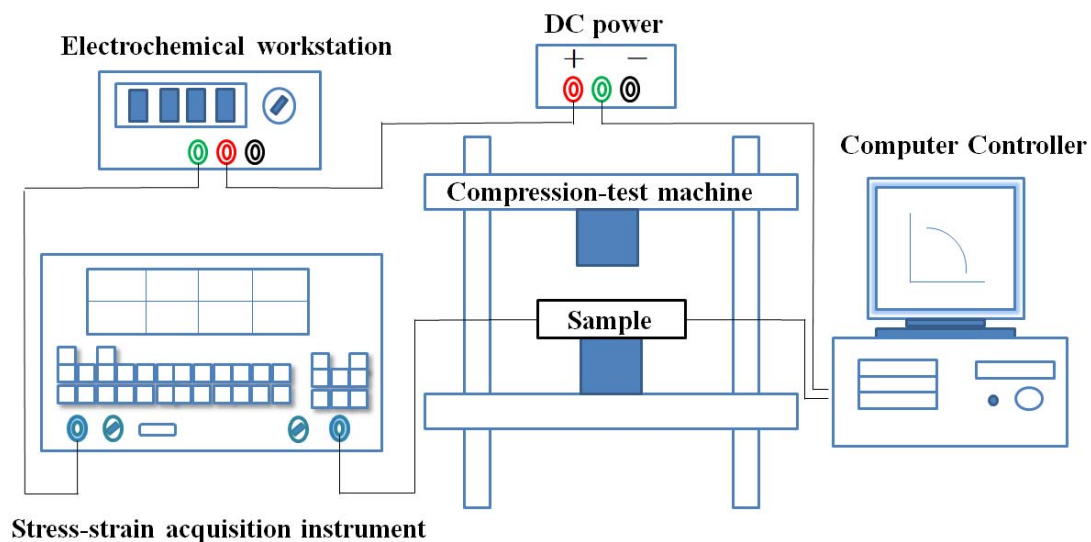 DC power
Electrochemical workstation
+ −
Computer Controller
Compression-test machine
Sample
Stress-strain acquisition instrument